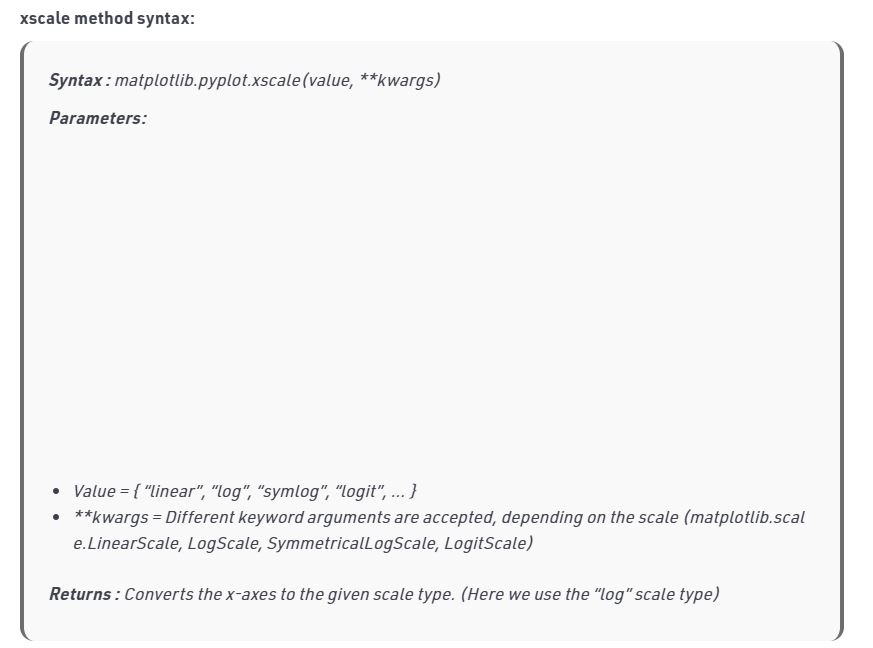 xscale method syntax:
Syntax : matplotlib.pyplot.xscale(value, **kwargs)
Parameters:
• Value = { “linear”, “log”, “symlog”, “logit”, … }
• **kwargs = Different keyword arguments are accepted, depending on the scale (matplotlib.scal
e.LinearScale, LogScale, SymmetricalLogScale, LogitScale)
Returns : Converts the x-axes to the given scale type. (Here we use the “log” scale type)